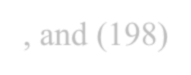 , and (198)